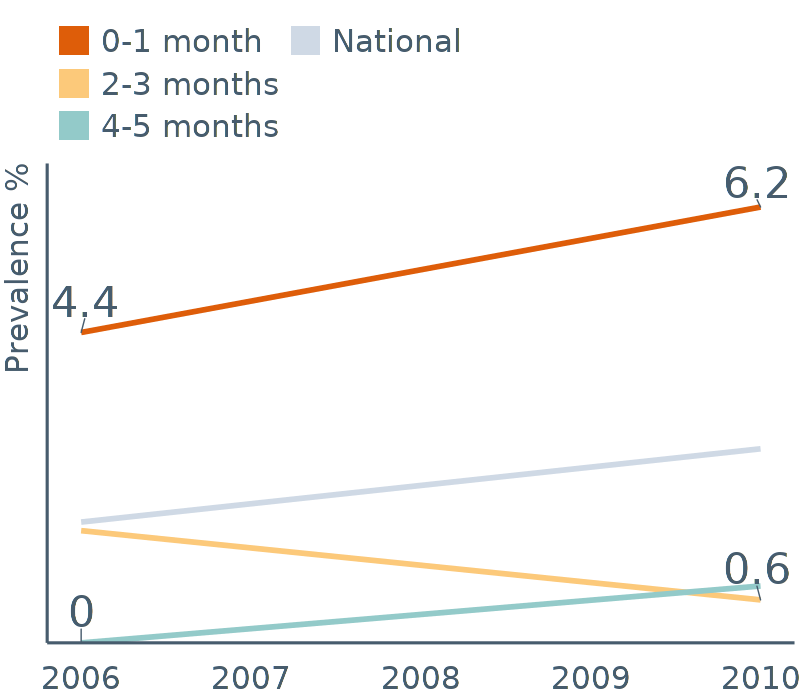 0-1 month National
2-3 months
4-5 months
Prevalence %
6.2
4.4
0.6
0
2006 2007 2008 2009 2010